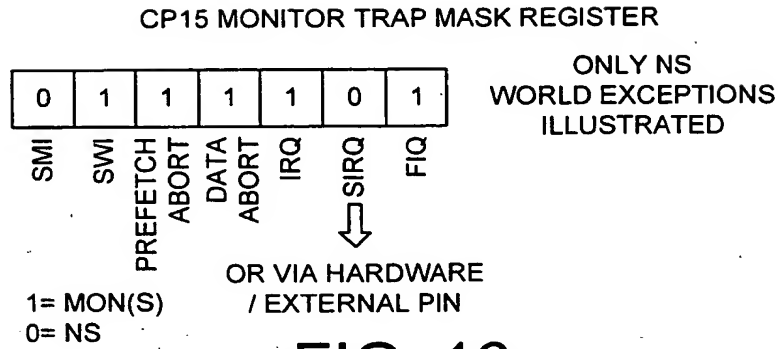 CP15 MONITOR TRAP MASK REGISTER
ONLY NS
WORLD EXCEPTIONS
ILLUSTRATED
0 1 1 1 1 0 1
SMI
SWI
PREFETCH
ABORT
DATA
ABORT
IRQ
SIRQ
FIQ
OR VIA HARDWARE
/ EXTERNAL PIN
1= MON(S)
0= NS